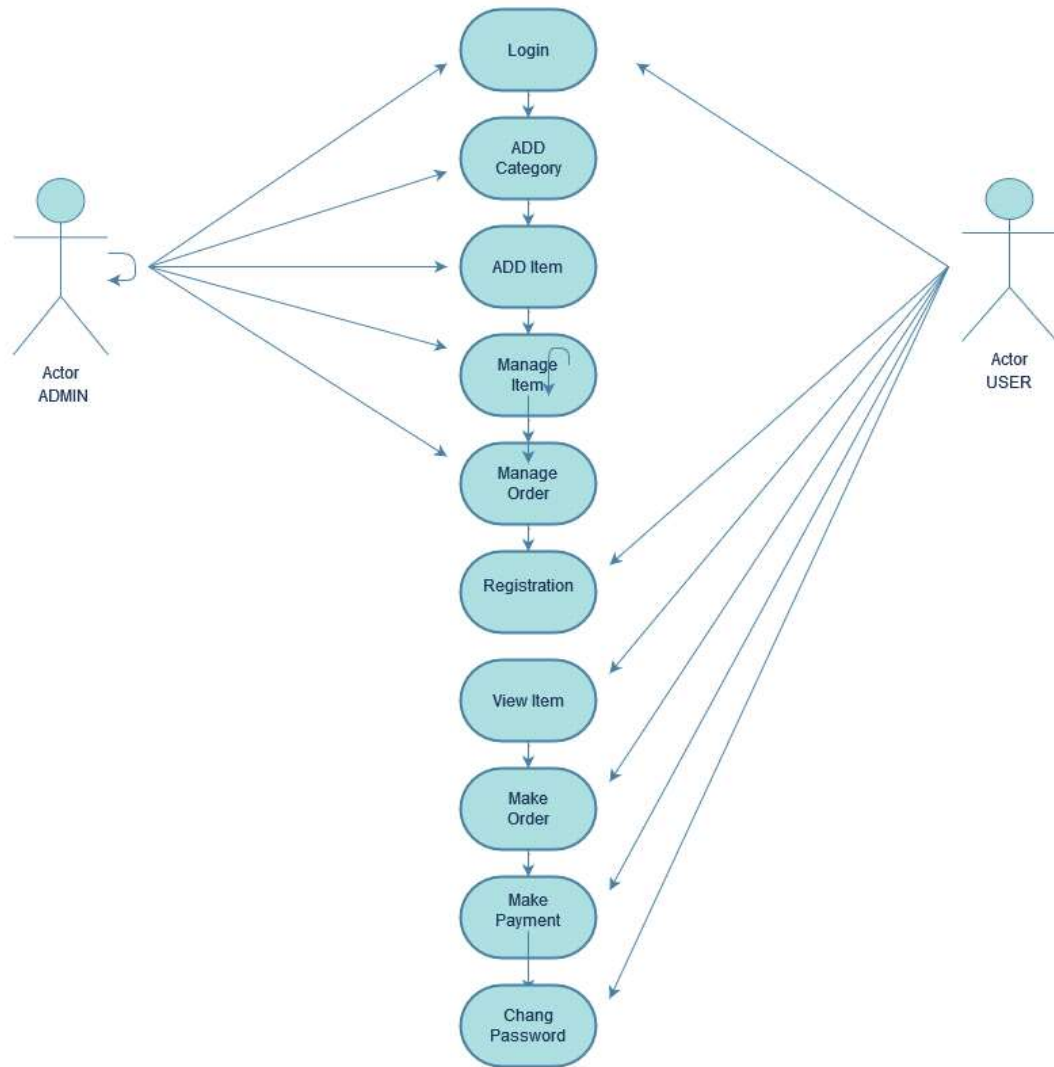 Login
ADD
Category
ADD Item
Manage
Item
Actor
ADMIN
Actor
USER
Manage
Order
Registration
View Item
Make
Order
Make
Payment
Chang
Password